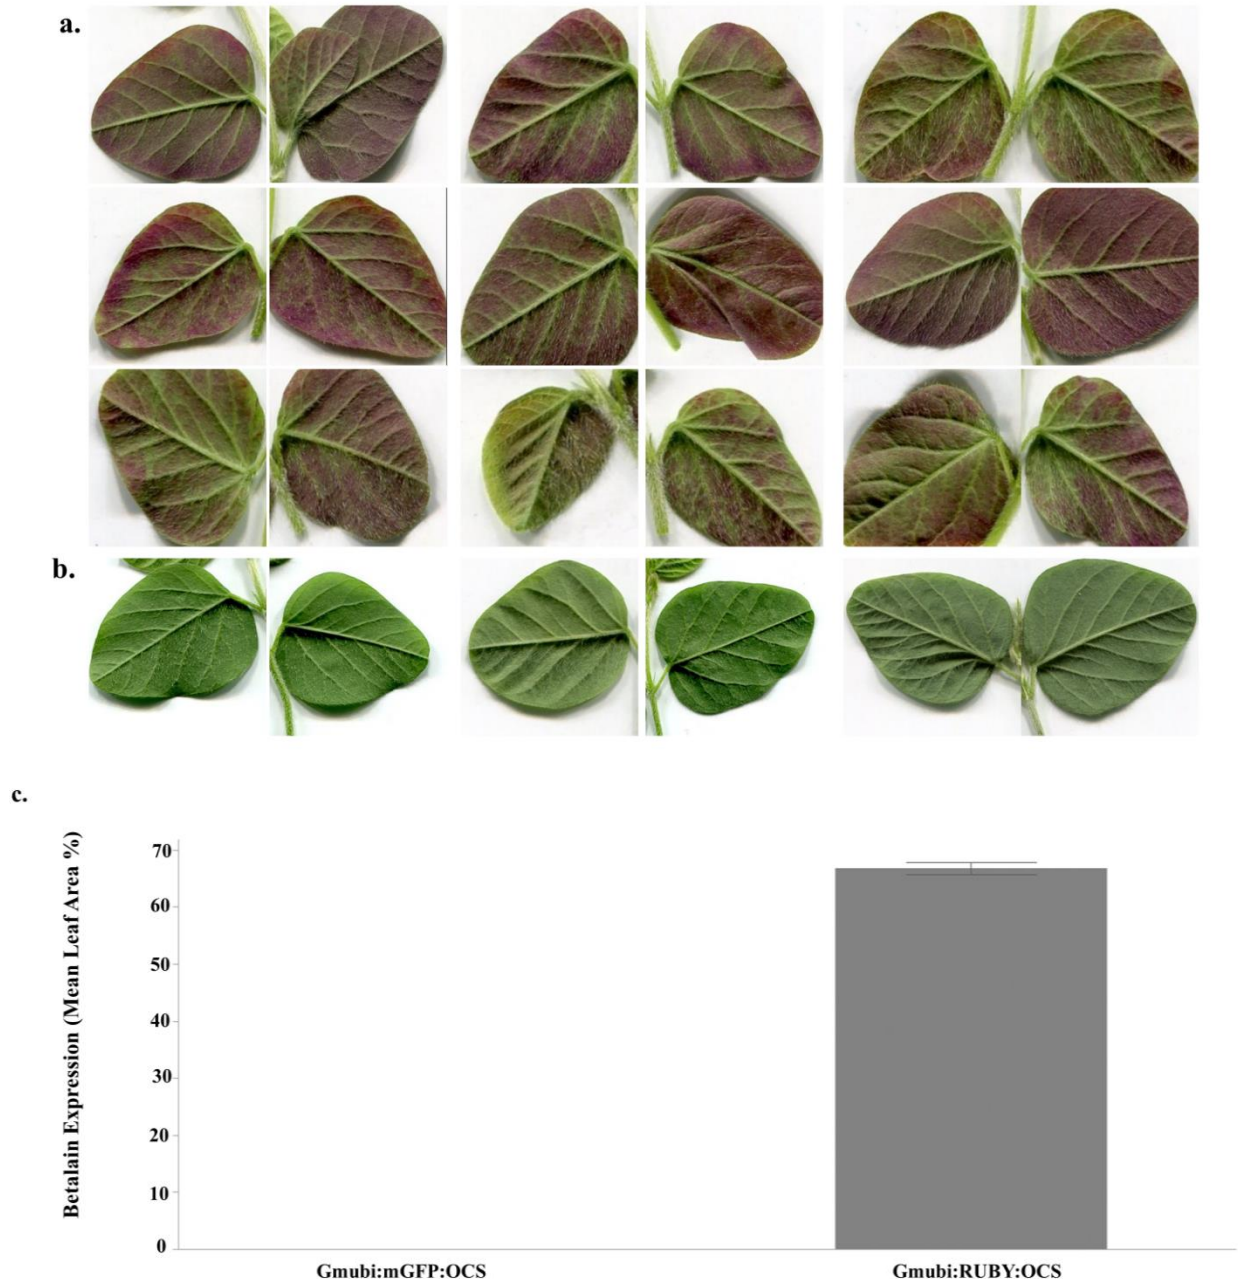 a.
b.
c.
Betalain Expression (Mean Leaf Area %)
70
60
50
40
30
20
10
0
Gmubi:mGFP:OCS
Gmubi:RUBY:OCS